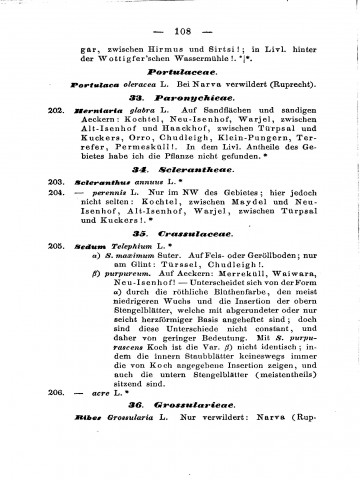 — 108 —
gar, zwischen Hirmus und Sirtsi!; in Livl. hinter
der Wottigfer'schen Wassermühle!. *|*.
Portulaceae.
Portulaca oleracea L. Bei Narva verwildert (Ruprecht).
33. Paronychieae.
202. Herniaria glabra L. Auf Sandflächen und sandigen
Aeckern: Kochtel, Neu-Isenhof, Warjel, zwischen
Alt-Isenhof und Haackhof, zwischen Türpsal und
Kuckers, Orro, Chudleigh, Klein-Pungern, Ter-
refer, Permesküll!. In dem Livl. Antheile des Ge-
bietes habe ich die Pflanze nicht gefunden. *
34. Sclerantheae.
203. Scleranthus annuus L. *
204. — perennis L. Nur im NW des Gebietes; hier jedoch
nicht selten: Kochtel, zwischen Maydel und Neu-
Isenhof, Alt-Isenhof, Warjel, zwischen Türpsal
und Kuckers!. *
35. Crassulaceae.
205. Sedum Telephium L. *
α) S. maximum Suter. Auf Fels- oder Geröllboden; nur
am Glint: Türssel, Chudleigh!.
β) purpureum. Auf Aeckern: Merreküll, Waiwara,
Neu-Isenhof! — Unterscheidet sich von der Form
α) durch die röthliche Bluthenfarbe, den meist
niedrigeren Wuchs und die Insertion der obern
Stengelblätter, welche mit abgerundeter oder nur
seicht herzförmiger Basis angeheftet sind; doch
sind diese Unterschiede nicht constant, und
daher von geringer Bedeutung. Mit S. purpu-
rascens Koch ist die Var. β) nicht identisch; in-
dem die innern Staubblätter keineswegs immer
die von Koch angegebene Insertion zeigen, und
auch die untern Stengelblätter (meistentheils)
sitzend sind.
206. — acre L. *
36. Grossularieae.
Ribes Grossularia L. Nur verwildert: Narva (Rup-